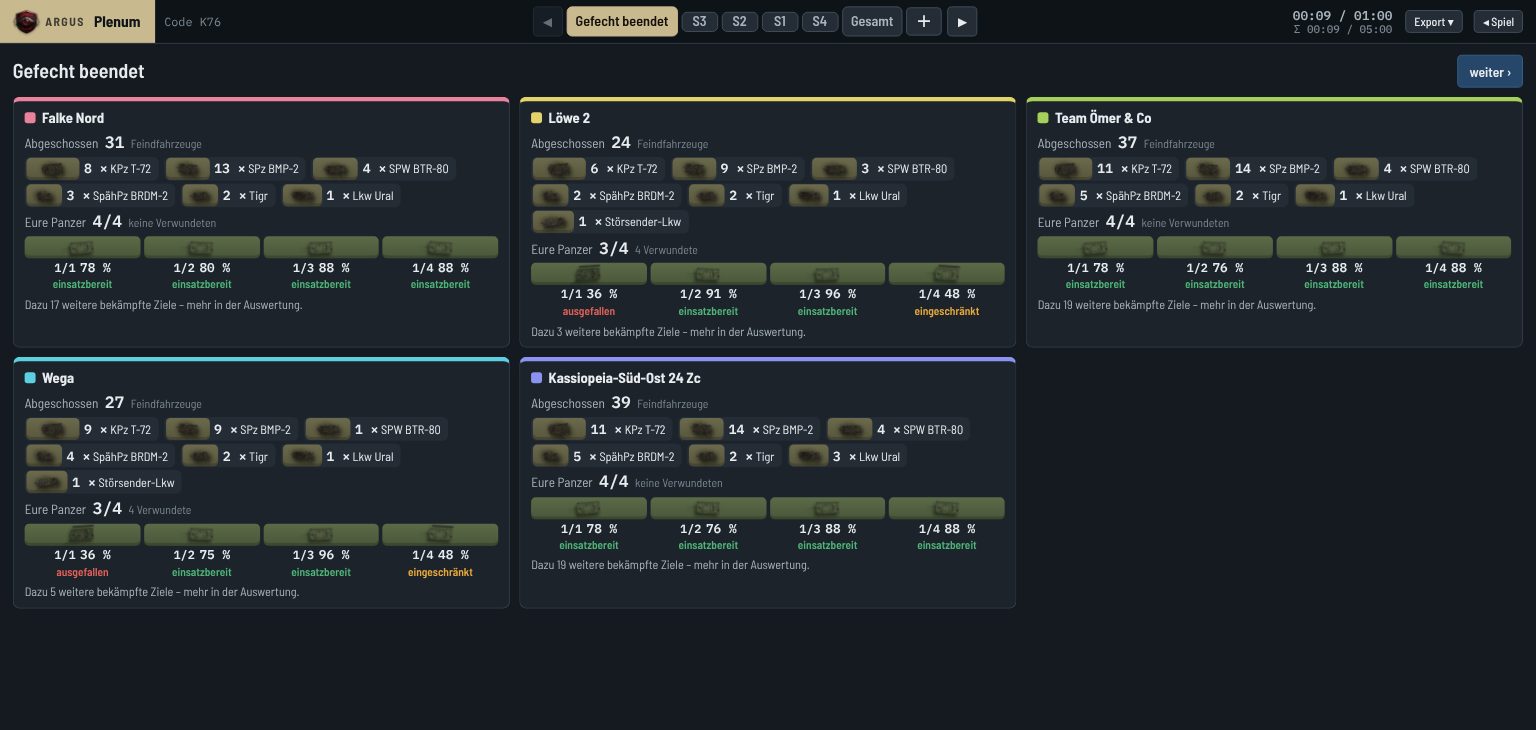 ARGUS Plenum Code K76 ◀ Gefecht beendet S3 S2 S1 S4 Gesamt + ▶ 00:09 / 01:00 Export ▾ ◂ Spiel
Σ 00:09 / 05:00
Gefecht beendet weiter ›
Falke Nord
Abgeschossen 31 Feindfahrzeuge
8 × KPz T-72 13 × SPz BMP-2 4 × SPW BTR-80
3 × SpähPz BRDM-2 2 × Tigr 1 × Lkw Ural
Eure Panzer 4/4 keine Verwundeten
1/1 78 % 1/2 80 % 1/3 88 % 1/4 88 %
einsatzbereit einsatzbereit einsatzbereit einsatzbereit
Dazu 17 weitere bekämpfte Ziele – mehr in der Auswertung.
Löwe 2
Abgeschossen 24 Feindfahrzeuge
6 × KPz T-72 9 × SPz BMP-2 3 × SPW BTR-80
2 × SpähPz BRDM-2 2 × Tigr 1 × Lkw Ural
1 × Störsender-Lkw
Eure Panzer 3/4 4 Verwundete
1/1 36 % 1/2 91 % 1/3 96 % 1/4 48 %
ausgefallen einsatzbereit einsatzbereit eingeschränkt
Dazu 3 weitere bekämpfte Ziele – mehr in der Auswertung.
Team Ömer & Co
Abgeschossen 37 Feindfahrzeuge
11 × KPz T-72 14 × SPz BMP-2 4 × SPW BTR-80
5 × SpähPz BRDM-2 2 × Tigr 1 × Lkw Ural
Eure Panzer 4/4 keine Verwundeten
1/1 78 % 1/2 76 % 1/3 88 % 1/4 88 %
einsatzbereit einsatzbereit einsatzbereit einsatzbereit
Dazu 19 weitere bekämpfte Ziele – mehr in der Auswertung.
Wega
Abgeschossen 27 Feindfahrzeuge
9 × KPz T-72 9 × SPz BMP-2 1 × SPW BTR-80
4 × SpähPz BRDM-2 2 × Tigr 1 × Lkw Ural
1 × Störsender-Lkw
Eure Panzer 3/4 4 Verwundete
1/1 36 % 1/2 75 % 1/3 96 % 1/4 48 %
ausgefallen einsatzbereit einsatzbereit eingeschränkt
Dazu 5 weitere bekämpfte Ziele – mehr in der Auswertung.
Kassiopeia-Süd-Ost 24 Zc
Abgeschossen 39 Feindfahrzeuge
11 × KPz T-72 14 × SPz BMP-2 4 × SPW BTR-80
5 × SpähPz BRDM-2 2 × Tigr 3 × Lkw Ural
Eure Panzer 4/4 keine Verwundeten
1/1 78 % 1/2 76 % 1/3 88 % 1/4 88 %
einsatzbereit einsatzbereit einsatzbereit einsatzbereit
Dazu 19 weitere bekämpfte Ziele – mehr in der Auswertung.